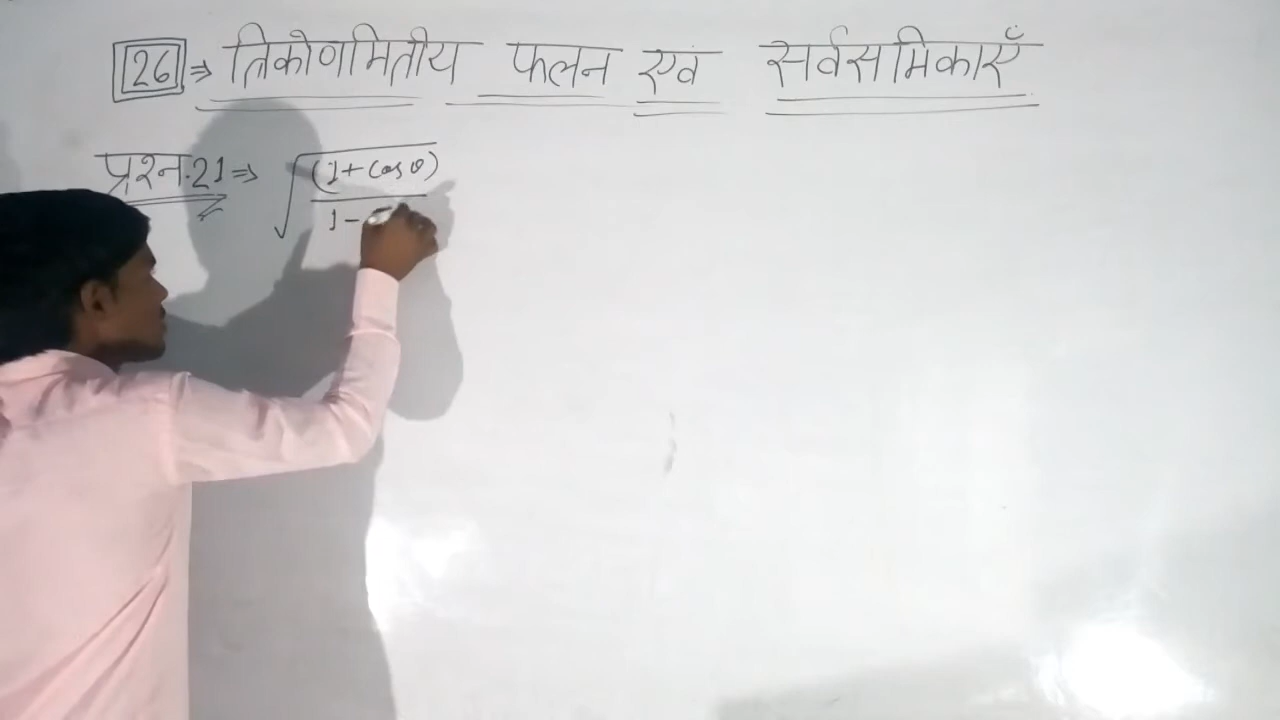 26 ⇒ त्रिकोणमितीय फलन एवं सर्वसमिकाएँ
प्रश्न.21 ⇒ √((1+cosθ)/(1-